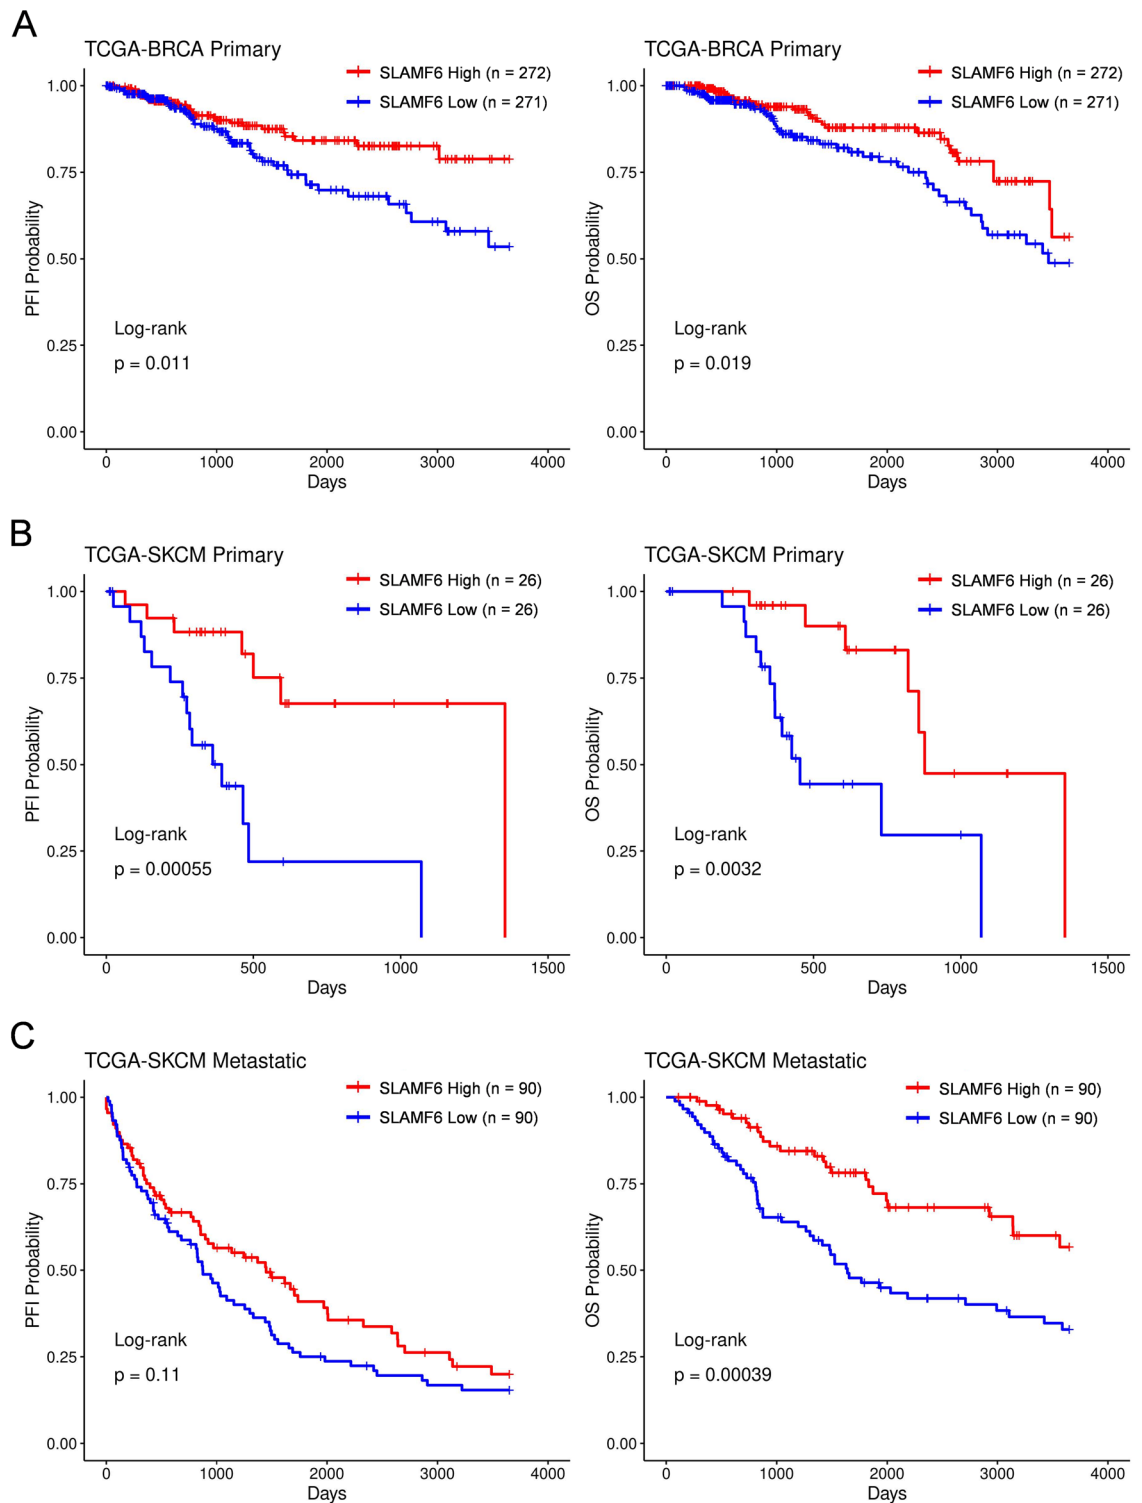 A
TCGA-BRCA Primary
SLAMF6 High (n = 272)
SLAMF6 Low (n = 271)
1.00
0.75
0.50
0.25
0.00
PFI Probability
Log-rank
p = 0.011
0 1000 2000 3000 4000
Days
TCGA-BRCA Primary
SLAMF6 High (n = 272)
SLAMF6 Low (n = 271)
1.00
0.75
0.50
0.25
0.00
OS Probability
Log-rank
p = 0.019
0 1000 2000 3000 4000
Days
B
TCGA-SKCM Primary
SLAMF6 High (n = 26)
SLAMF6 Low (n = 26)
1.00
0.75
0.50
0.25
0.00
PFI Probability
Log-rank
p = 0.00055
0 500 1000 1500
Days
TCGA-SKCM Primary
SLAMF6 High (n = 26)
SLAMF6 Low (n = 26)
1.00
0.75
0.50
0.25
0.00
OS Probability
Log-rank
p = 0.0032
0 500 1000 1500
Days
C
TCGA-SKCM Metastatic
SLAMF6 High (n = 90)
SLAMF6 Low (n = 90)
1.00
0.75
0.50
0.25
0.00
PFI Probability
Log-rank
p = 0.11
0 1000 2000 3000 4000
Days
TCGA-SKCM Metastatic
SLAMF6 High (n = 90)
SLAMF6 Low (n = 90)
1.00
0.75
0.50
0.25
0.00
OS Probability
Log-rank
p = 0.00039
0 1000 2000 3000 4000
Days